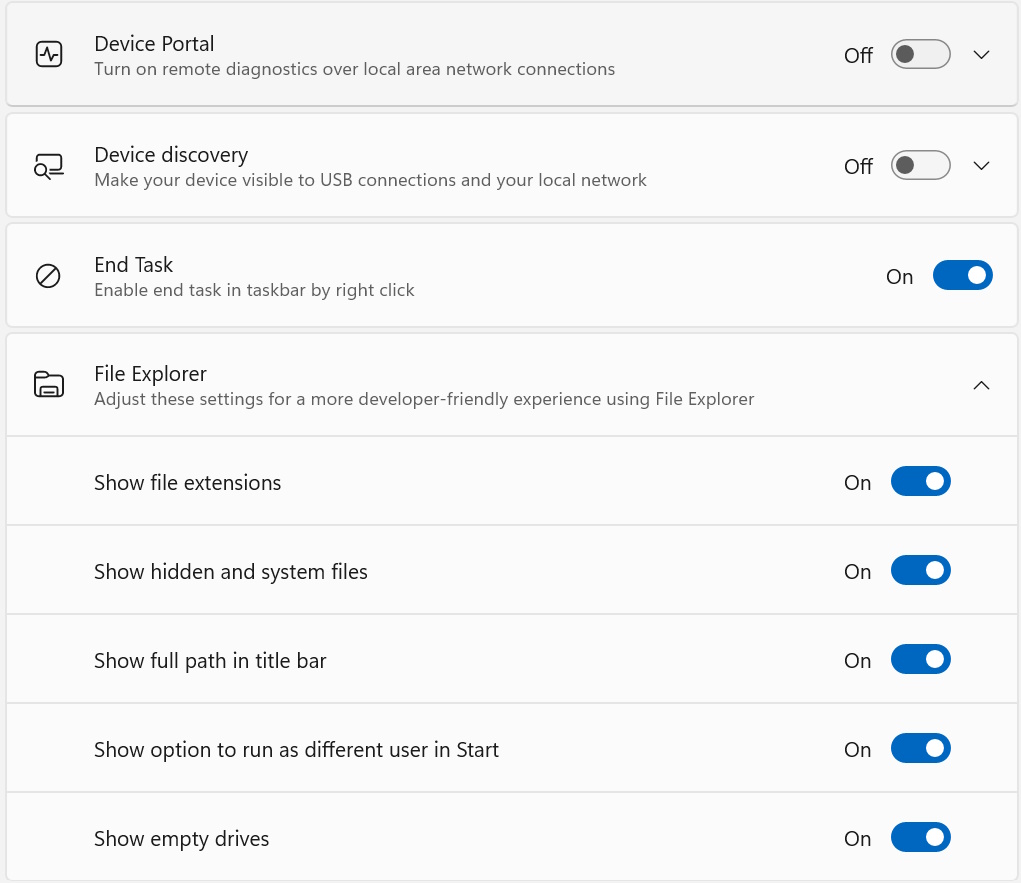 Device Portal
Off
Turn on remote diagnostics over local area network connections
Device discovery
Off
Make your device visible to USB connections and your local network
End Task
On
Enable end task in taskbar by right click
File Explorer
Adjust these settings for a more developer-friendly experience using File Explorer
Show file extensions
On
Show hidden and system files
On
Show full path in title bar
On
Show option to run as different user in Start
On
Show empty drives
On